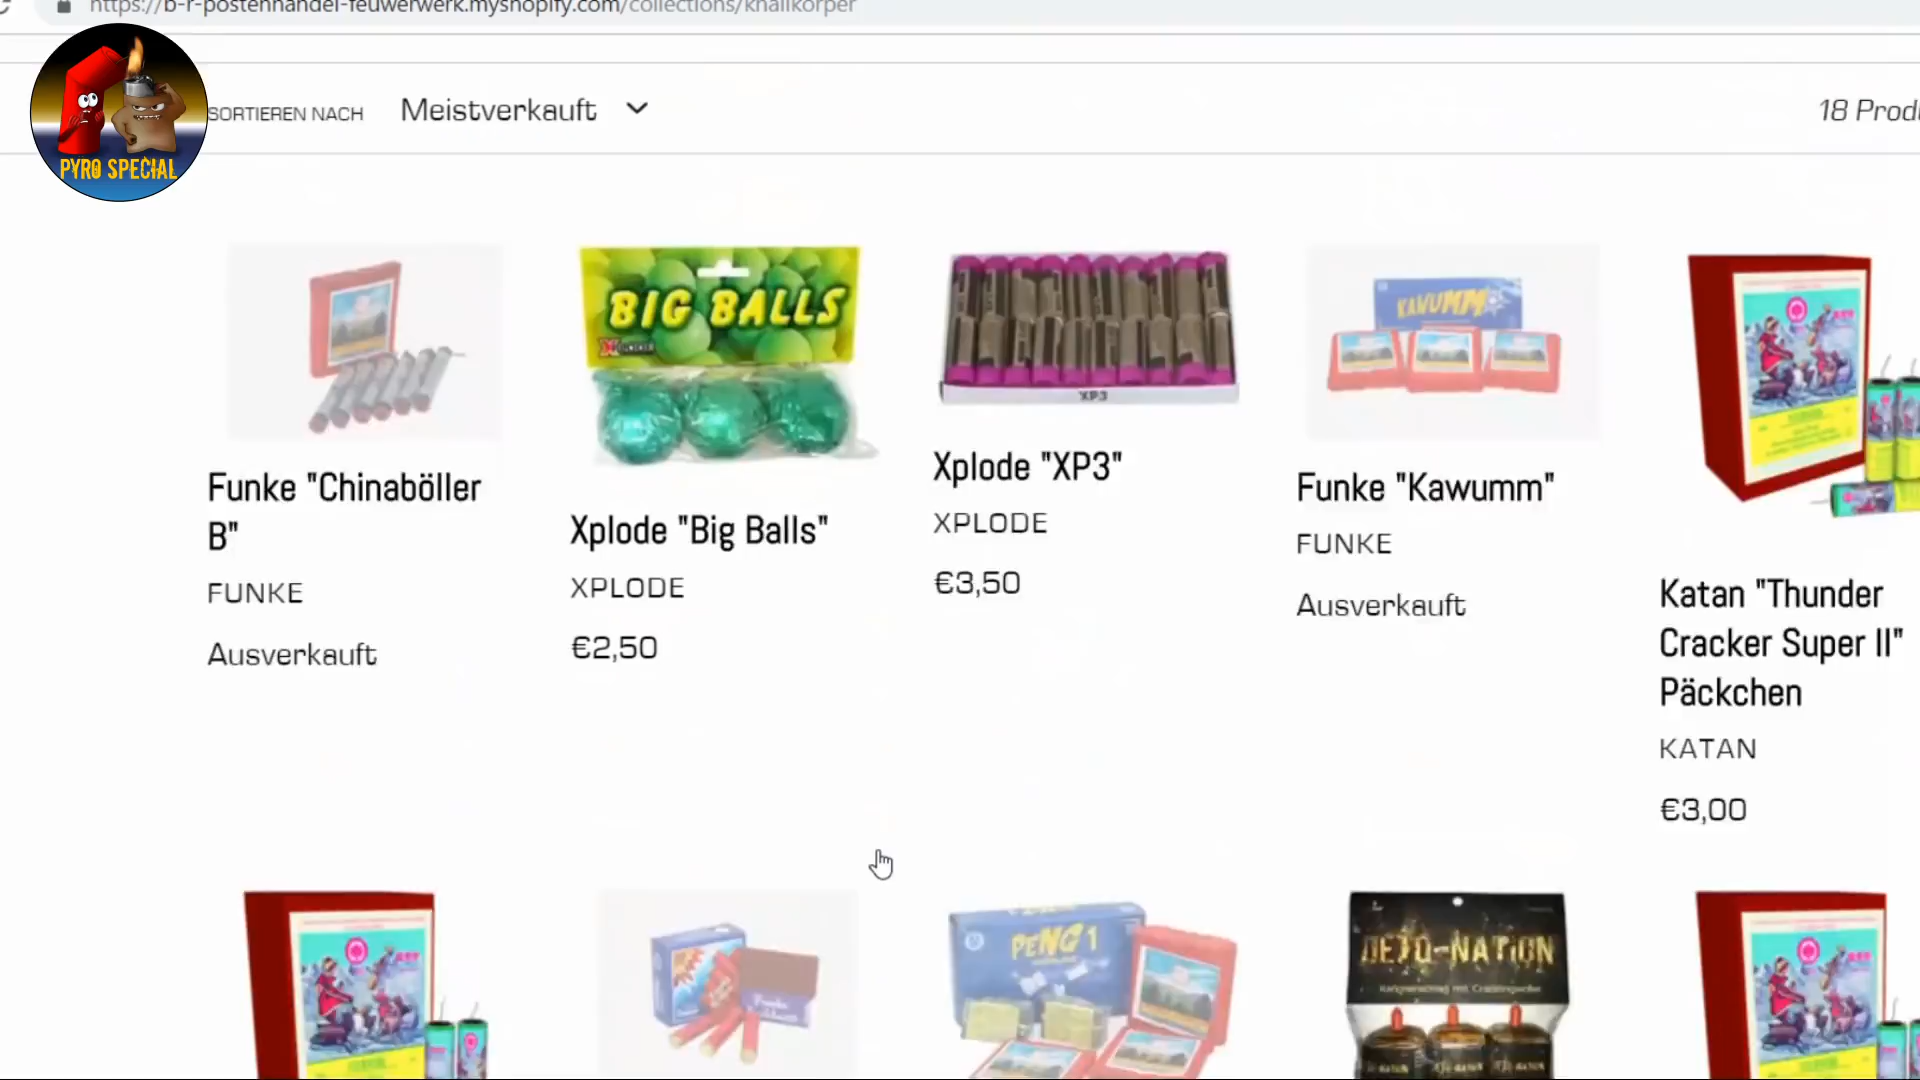 https://b-r-postenhandel-feuwerwerk.myshopify.com/collections/knallkorper
PYRO SPECIAL
SORTIEREN NACH
Meistverkauft
18 Prod
BIG BALLS
XPLODE
XP3
KAWUMM
Funke "Chinaböller
B"
FUNKE
Ausverkauft
Xplode "Big Balls"
XPLODE
€2,50
Xplode "XP3"
XPLODE
€3,50
Funke "Kawumm"
FUNKE
Ausverkauft
Katan "Thunder
Cracker Super II"
Päckchen
KATAN
€3,00
PENG 1
DETO-NATION